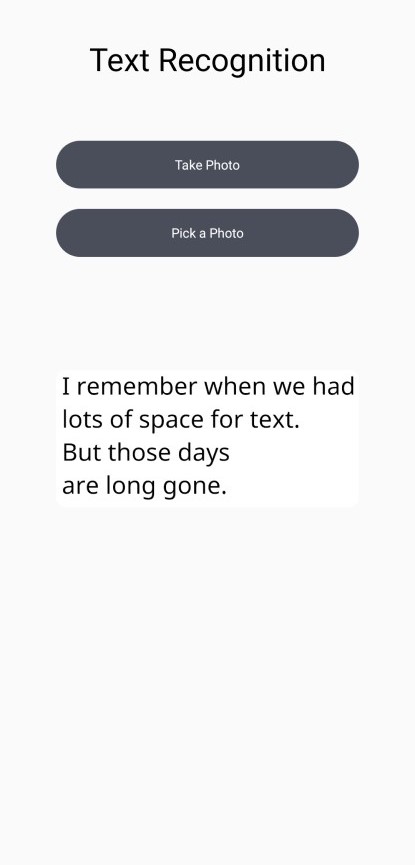 Text Recognition
Take Photo
Pick a Photo
I remember when we had
lots of space for text.
But those days
are long gone.